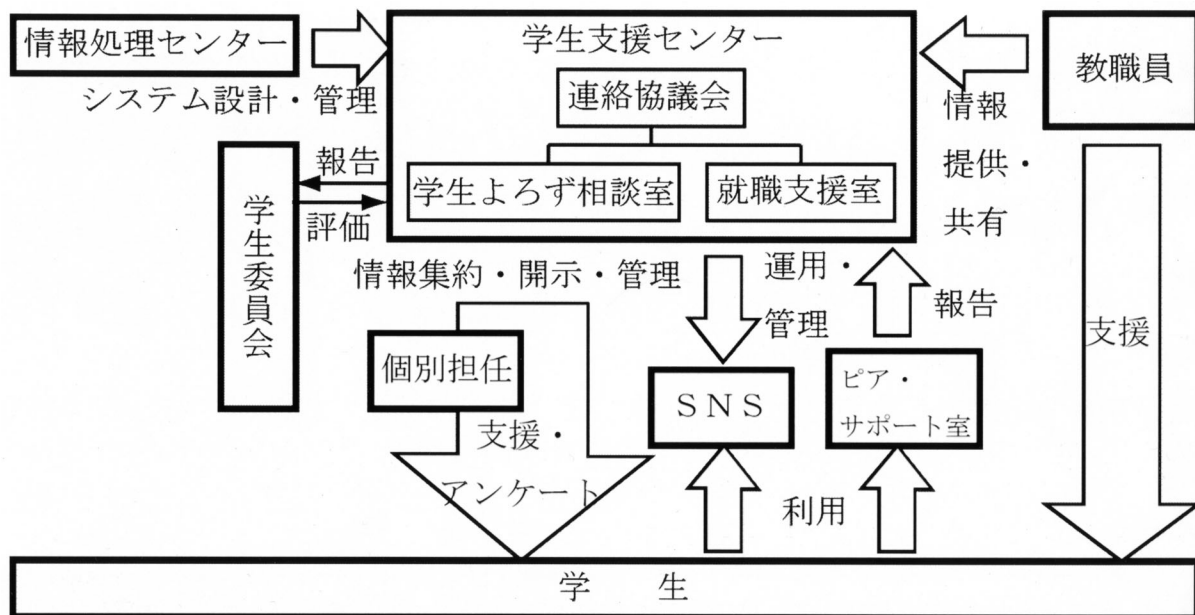 情報処理センター
学生支援センター
教職員
連絡協議会
システム設計・管理
情報
提供・
共有
報告
評価
学生よろず相談室
就職支援室
学生委員会
情報集約・開示・管理
運用・
管理
報告
支援
個別担任
SNS
ピア・
サポート室
支援・
アンケート
利用
学 生